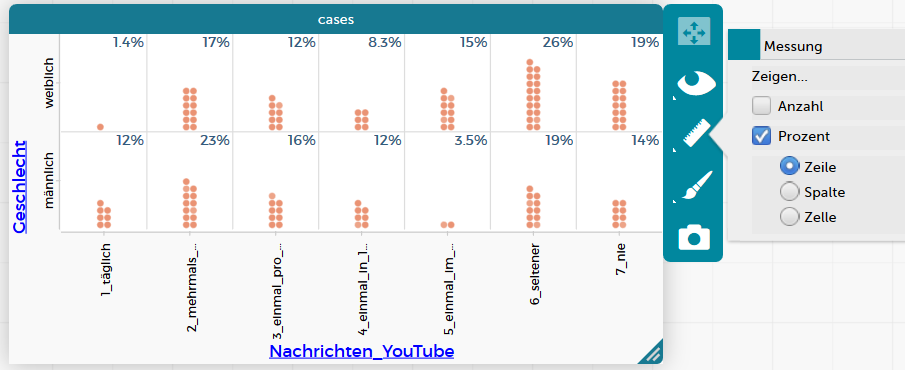 cases
1.4% 17% 12% 8.3% 15% 26% 19%
weiblich
12% 23% 16% 12% 3.5% 19% 14%
männlich
Geschlecht
1_täglich
2_mehrmals_...
3_einmal_pro_...
4_einmal_in_1...
5_einmal_im_...
6_seltener
7_nie
Nachrichten_YouTube
Messung
Zeigen...
Anzahl
Prozent
Zeile
Spalte
Zelle